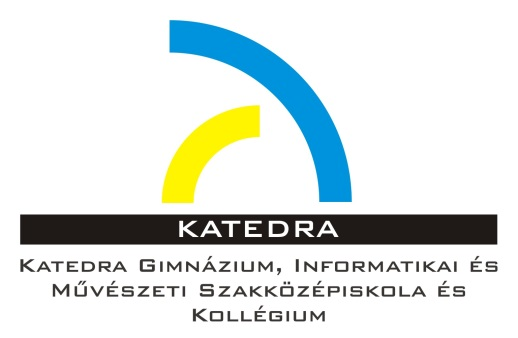 KATEDRA
KATEDRA GIMNÁZIUM, INFORMATIKAI ÉS
MŰVÉSZETI SZAKKÖZÉPISKOLA ÉS
KOLLÉGIUM